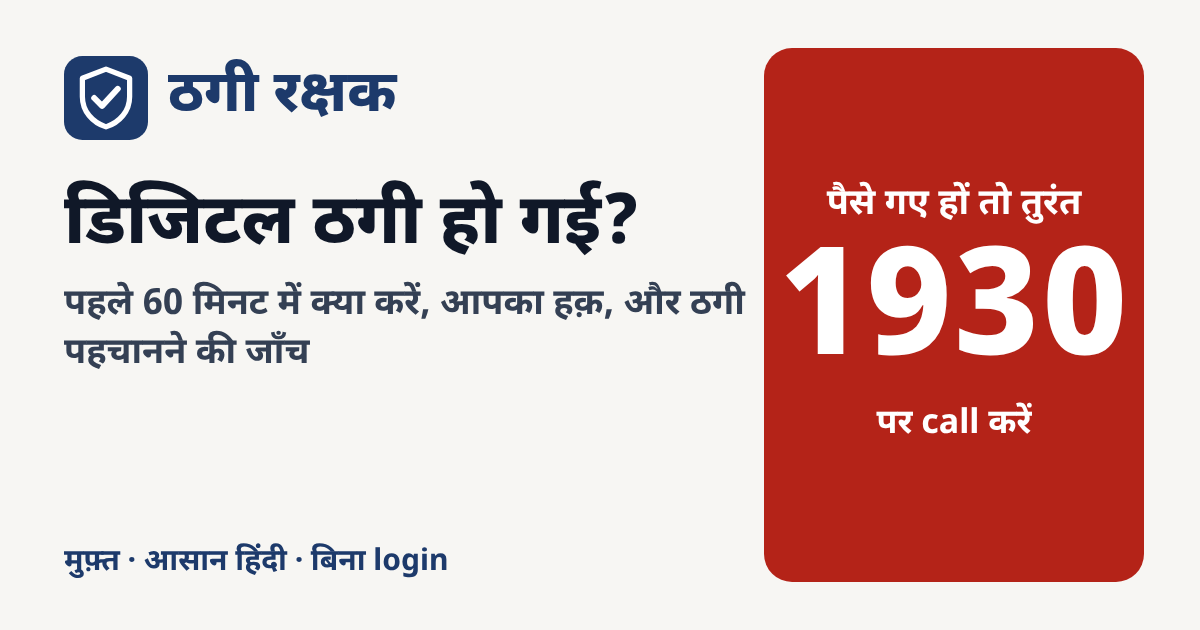 ठगी रक्षक
डिजिटल ठगी हो गई?
पहले 60 मिनट में क्या करें, आपका हक़, और ठगी
पहचानने की जाँच
मुफ़्त · आसान हिंदी · बिना login
पैसे गए हों तो तुरंत
1930
पर call करें